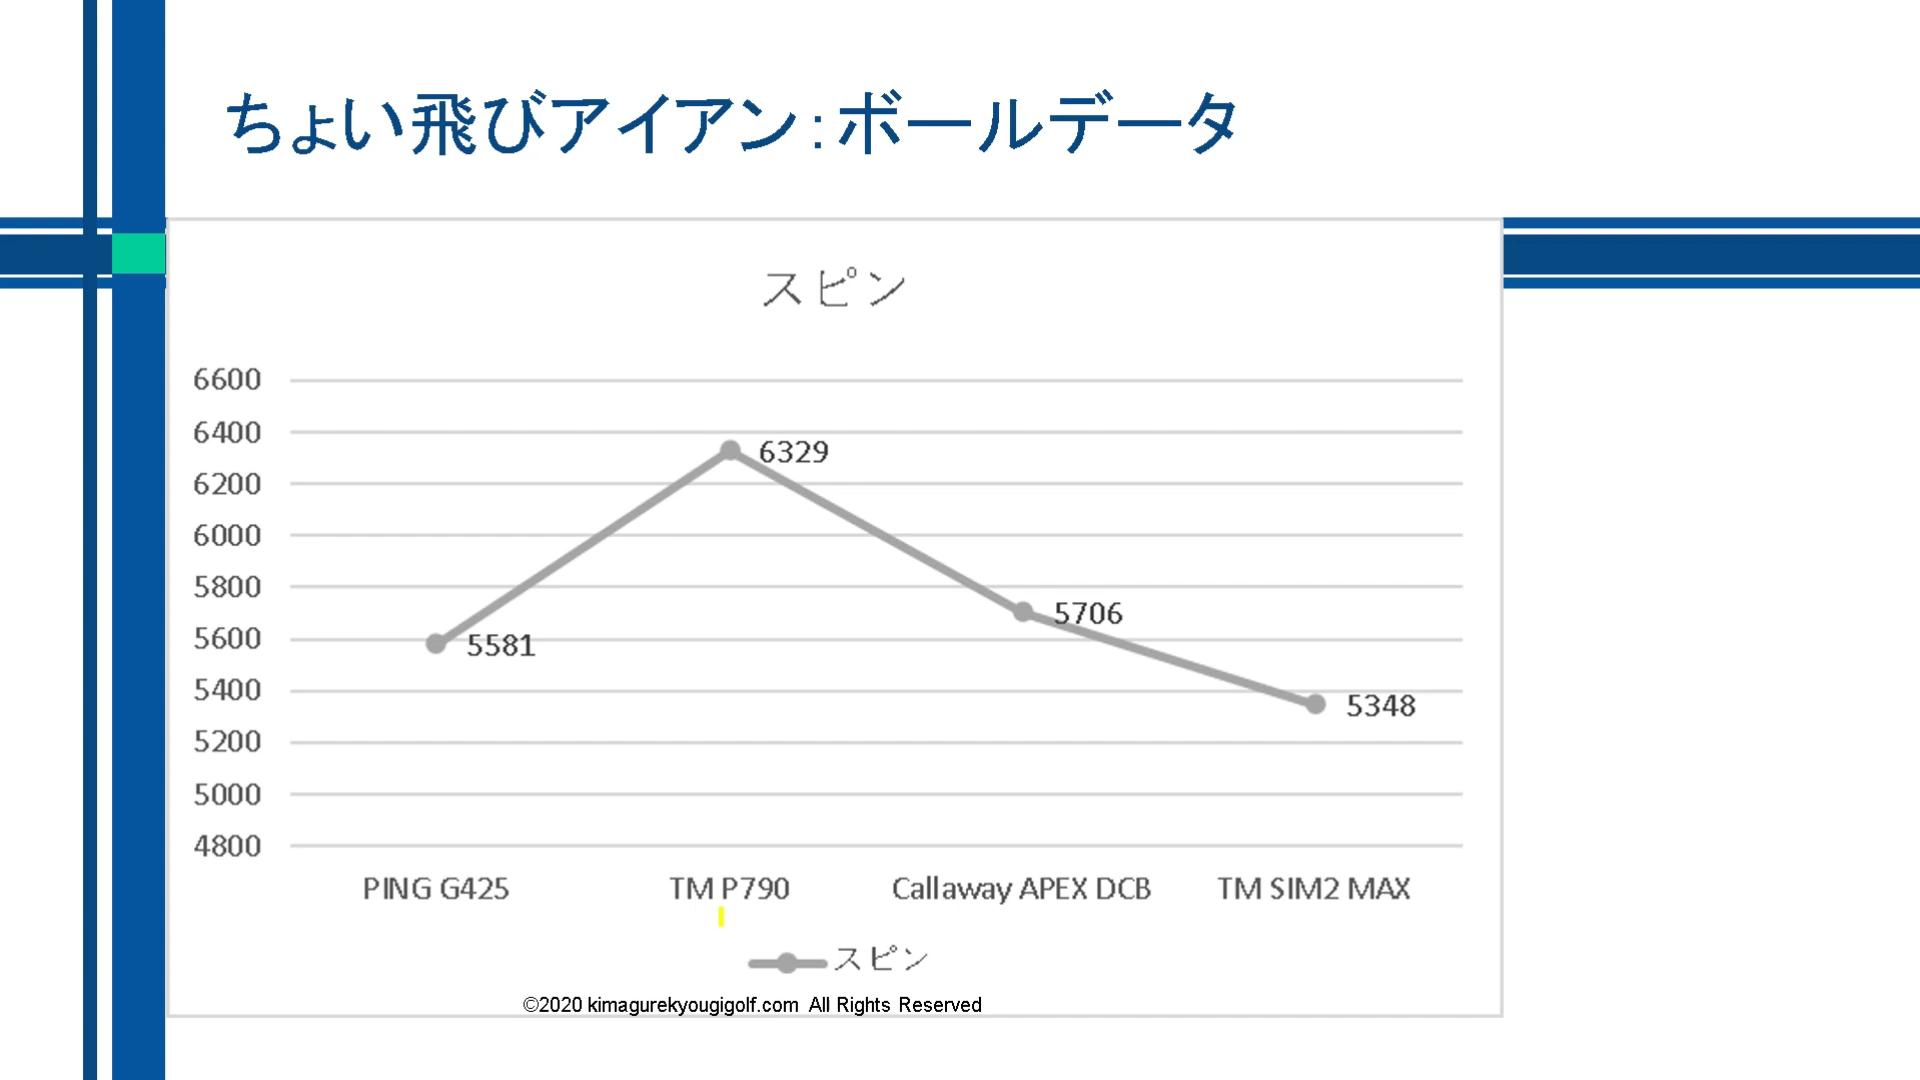 ちょい飛びアイアン：ボールデータ
スピン
6600
6400
6200
6000
5800
5600
5400
5200
5000
4800
5581
6329
5706
5348
PING G425
TM P790
Callaway APEX DCB
TM SIM2 MAX
スピン
©2020 kimagurekyougigolf.com All Rights Reserved